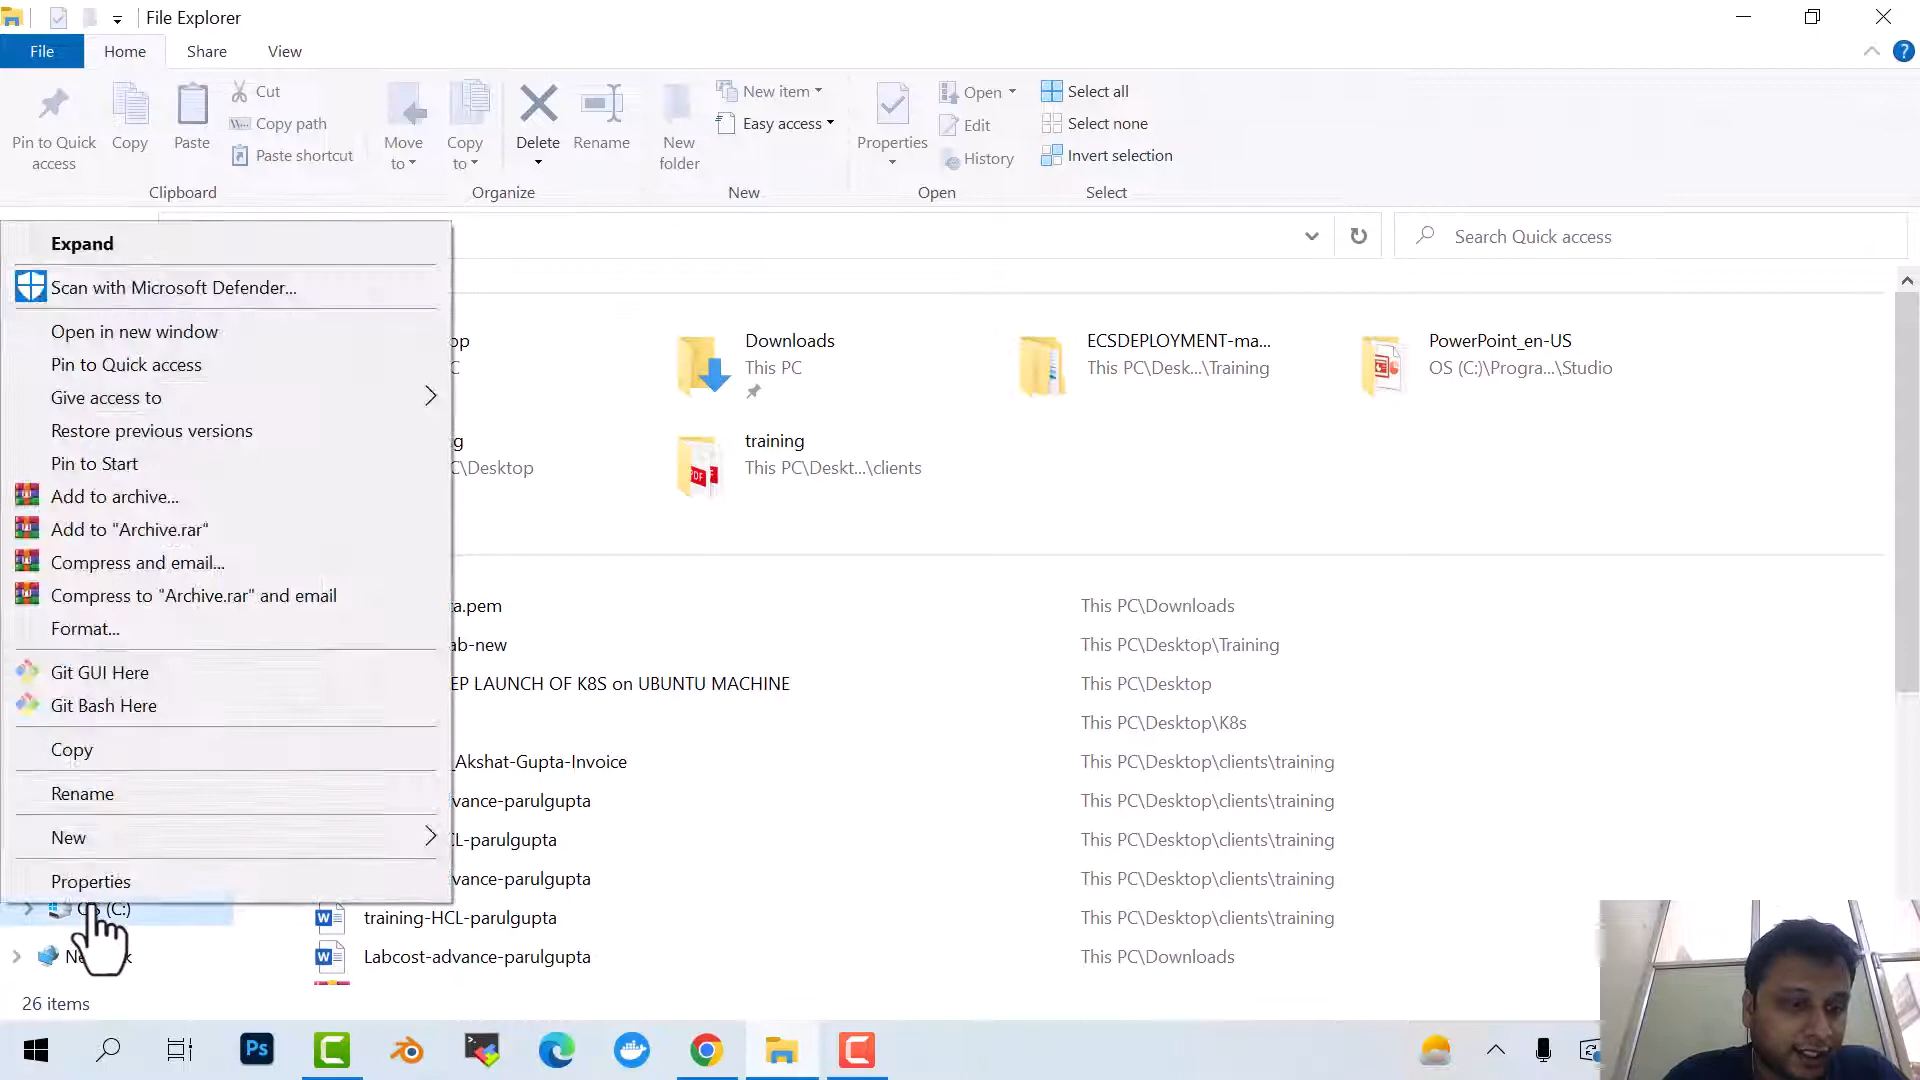 File Explorer
File Home Share View
Pin to Quick access
Copy
Paste
Cut
Copy path
Paste shortcut
Clipboard
Move to
Copy to
Delete
Rename
Organize
New folder
New item
Easy access
New
Properties
Open
Edit
History
Open
Select all
Select none
Invert selection
Select
Search Quick access
Expand
Scan with Microsoft Defender...
Open in new window
Pin to Quick access
Give access to
Restore previous versions
Pin to Start
Add to archive...
Add to "Archive.rar"
Compress and email...
Compress to "Archive.rar" and email
Format...
Git GUI Here
Git Bash Here
Copy
Rename
New
Properties
(C:)
op
C
Downloads
This PC
ECSDEPLOYMENT-ma...
This PC\Desk...\Training
PowerPoint_en-US
OS (C:)\Progra...\Studio
g
C\Desktop
training
This PC\Deskt...\clients
PDF
a.pem This PC\Downloads
ab-new This PC\Desktop\Training
EP LAUNCH OF K8S on UBUNTU MACHINE This PC\Desktop
This PC\Desktop\K8s
_Akshat-Gupta-Invoice This PC\Desktop\clients\training
vance-parulgupta This PC\Desktop\clients\training
CL-parulgupta This PC\Desktop\clients\training
vance-parulgupta This PC\Desktop\clients\training
training-HCL-parulgupta This PC\Desktop\clients\training
Labcost-advance-parulgupta This PC\Downloads
26 items
Ps